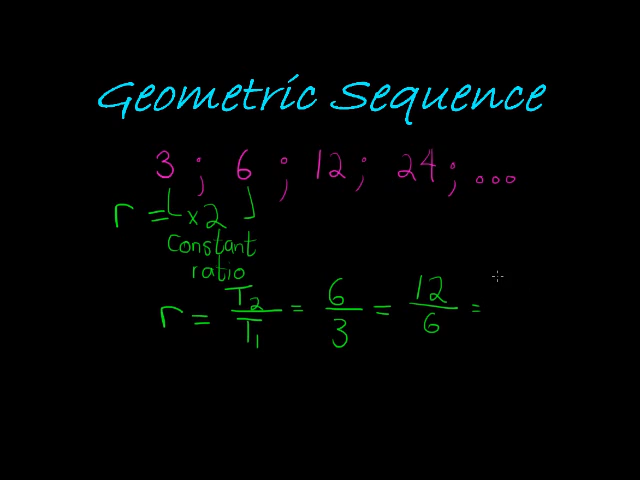 Geometric Sequence
3 ; 6 ; 12 ; 24 ; ...
r = × 2
constant
ratio
r = T₂/T₁ = 6/3 = 12/6 =